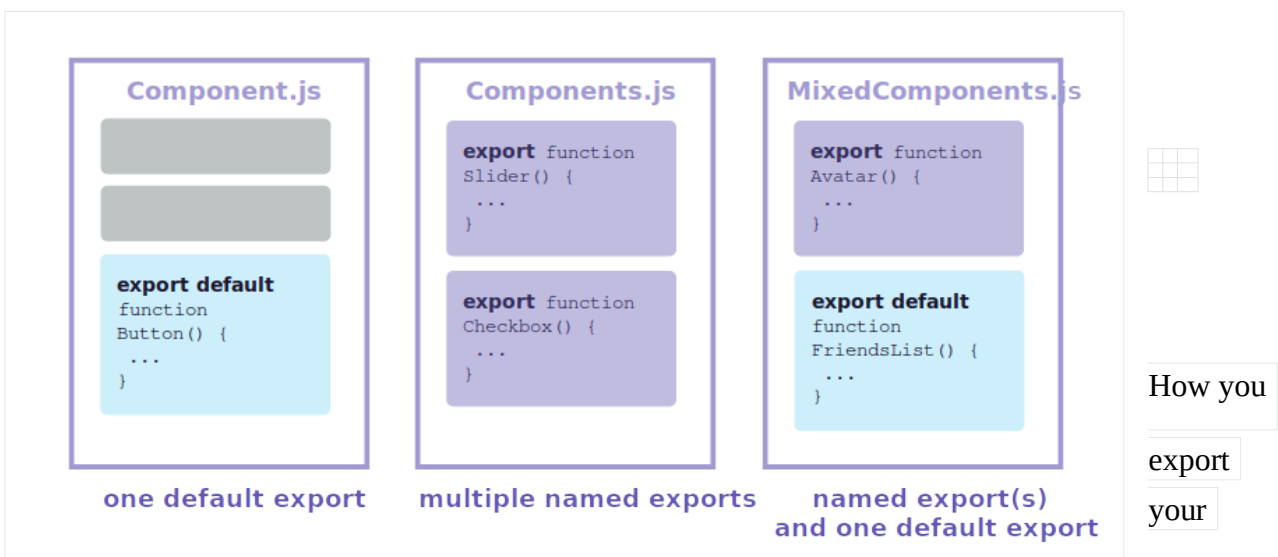 Component.js
export default
function
Button() {
...
}
one default export
Components.js
export function
Slider() {
...
}
export function
Checkbox() {
...
}
multiple named exports
MixedComponents.js
export function
Avatar() {
...
}
export default
function
FriendsList() {
...
}
named export(s)
and one default export
How you
export
your